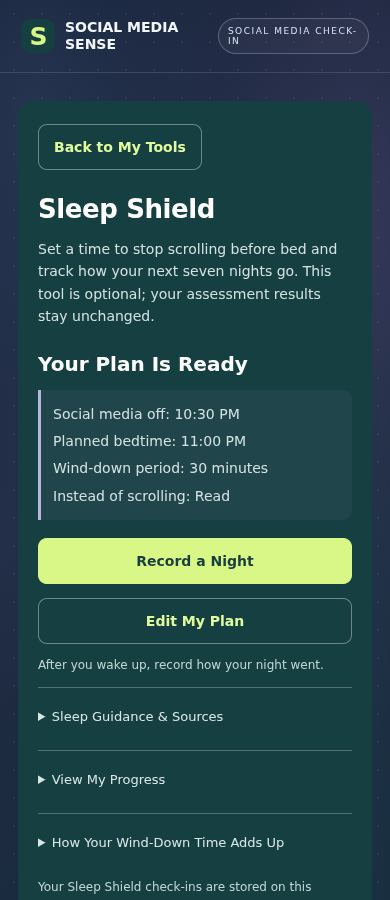 S
SOCIAL MEDIA
SENSE
SOCIAL MEDIA CHECK-
IN
Back to My Tools
Sleep Shield
Set a time to stop scrolling before bed and
track how your next seven nights go. This
tool is optional; your assessment results
stay unchanged.
Your Plan Is Ready
Social media off: 10:30 PM
Planned bedtime: 11:00 PM
Wind-down period: 30 minutes
Instead of scrolling: Read
Record a Night
Edit My Plan
After you wake up, record how your night went.
Sleep Guidance & Sources
View My Progress
How Your Wind-Down Time Adds Up
Your Sleep Shield check-ins are stored on this